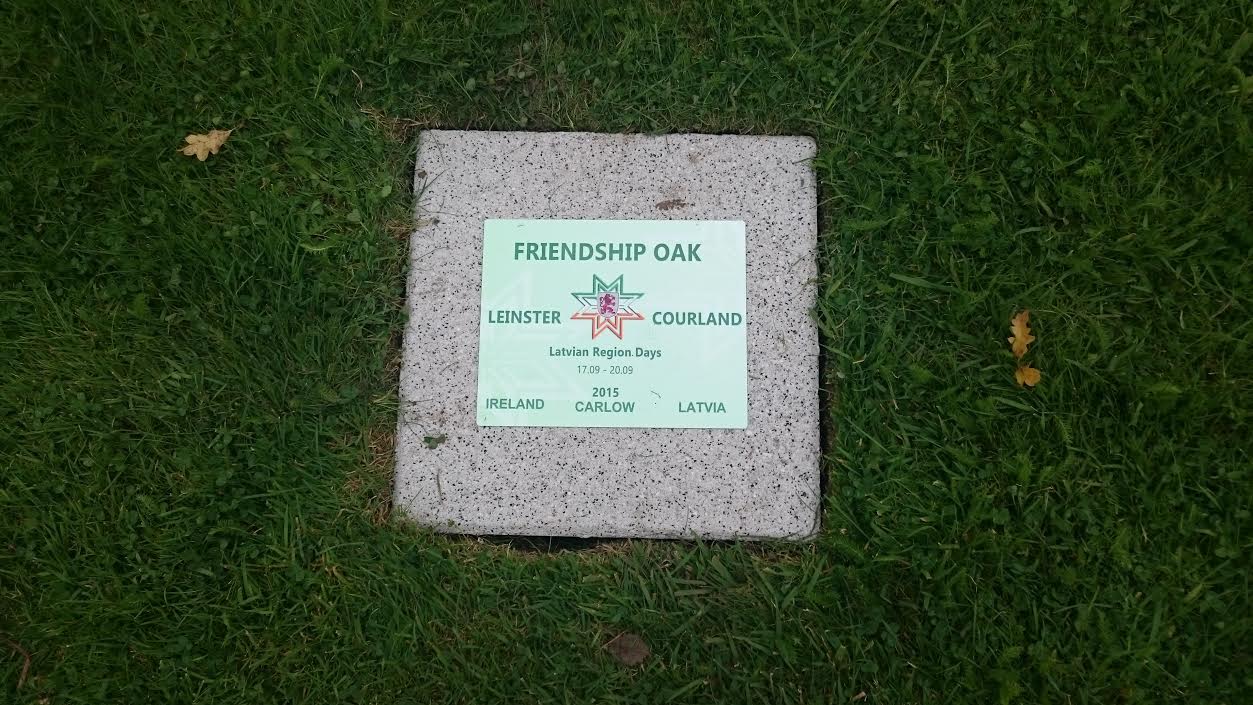 FRIENDSHIP OAK
LEINSTER COURLAND
Latvian Region Days
17.09 - 20.09
2015
IRELAND CARLOW LATVIA